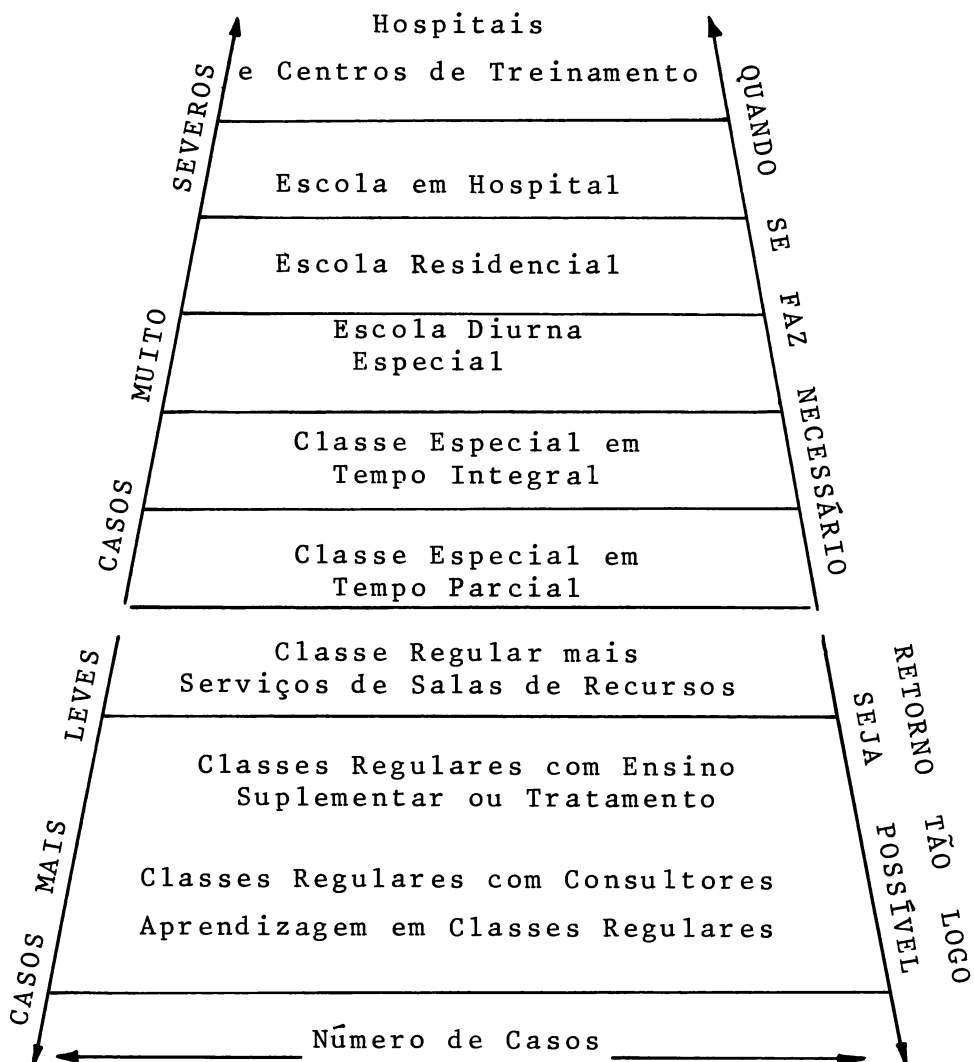 Hospitais
e Centros de Treinamento
Escola em Hospital
Escola Residencial
Escola Diurna
Especial
Classe Especial em
Tempo Integral
Classe Especial em
Tempo Parcial
Classe Regular mais
Serviços de Salas de Recursos
Classes Regulares com Ensino
Suplementar ou Tratamento
Classes Regulares com Consultores
Aprendizagem em Classes Regulares
Número de Casos
CASOS MUITO SEVEROS
CASOS MAIS LEVES
QUANDO SE FAZ NECESSÁRIO
RETORNO TÃO LOGO
SEJA POSSÍVEL